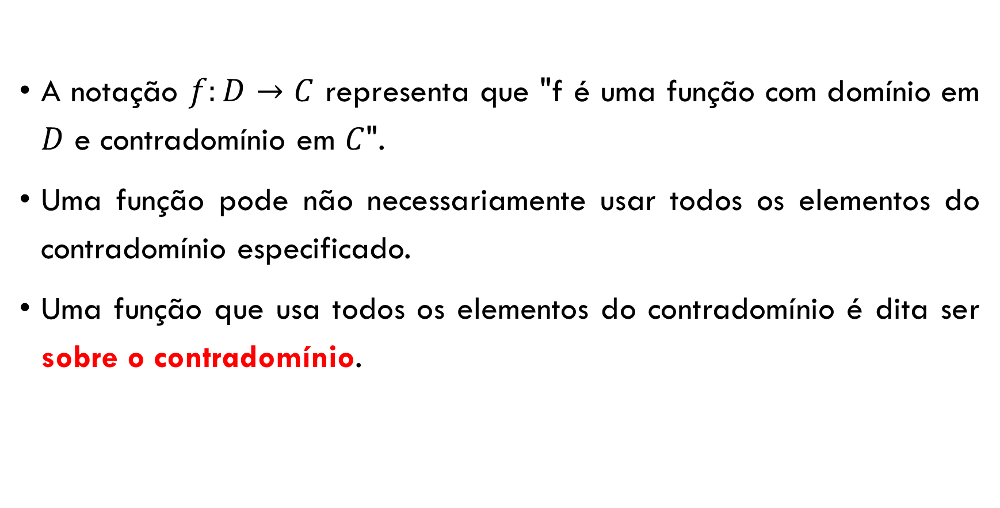 • A notação 𝑓: 𝐷 → 𝐶 representa que "f é uma função com domínio em
𝐷 e contradomínio em 𝐶".
• Uma função pode não necessariamente usar todos os elementos do
contradomínio especificado.
• Uma função que usa todos os elementos do contradomínio é dita ser
sobre o contradomínio.